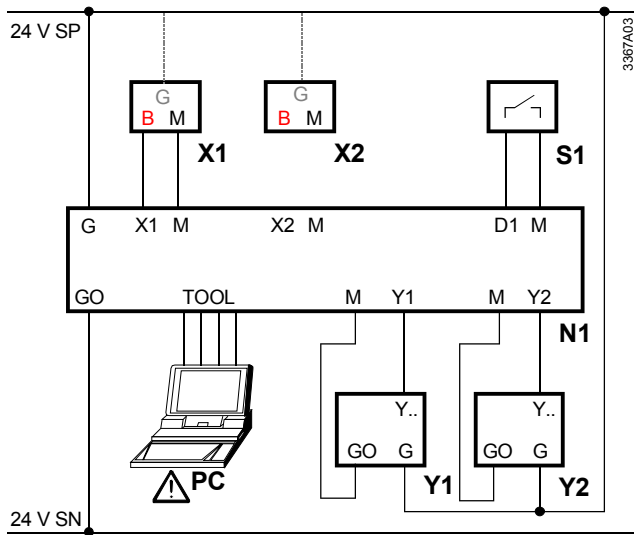 24 V SP
3367A03
G
B M
X1
G
B M
X2
S1
G X1 M X2 M D1 M
GO TOOL M Y1 M Y2
N1
Y..
GO G
Y1
Y..
GO G
Y2
PC
24 V SN